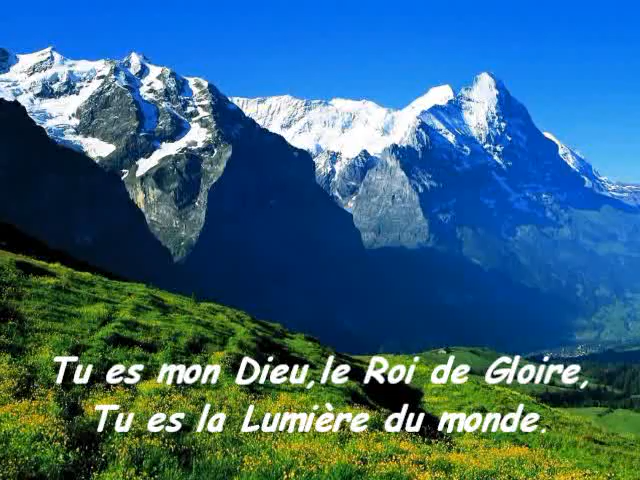 Tu es mon Dieu,le Roi de Gloire,
Tu es la Lumière du monde.